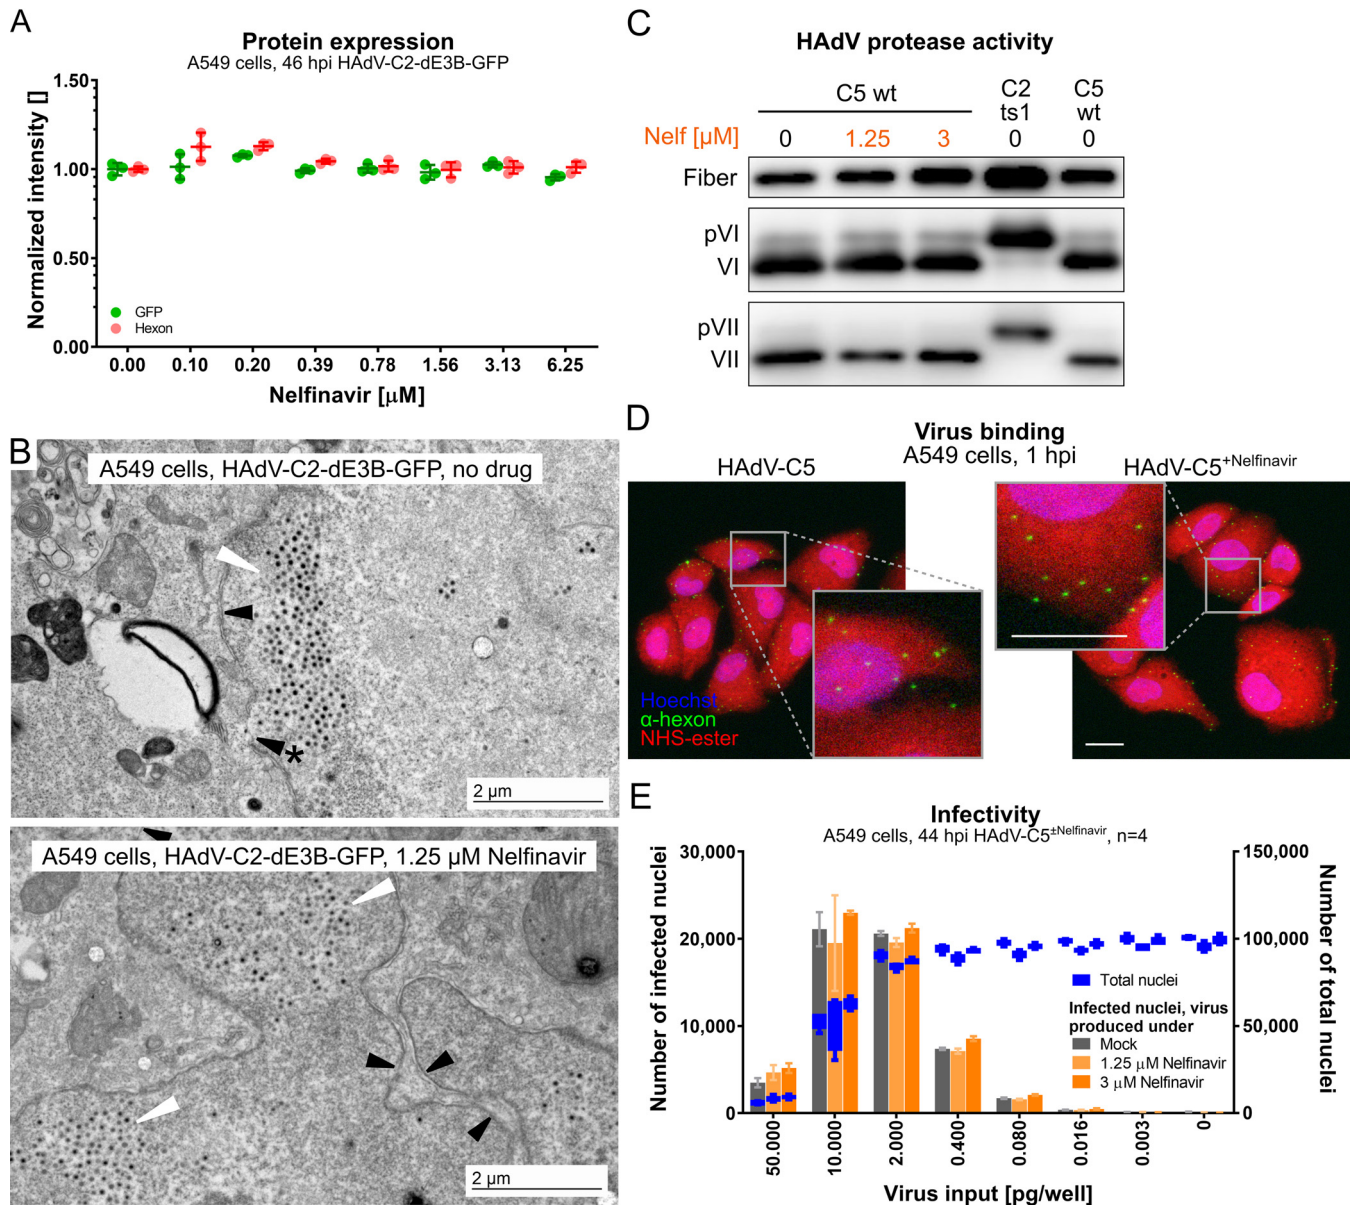 A
Protein expression
A549 cells, 46 hpi HAdV-C2-dE3B-GFP
Normalized intensity []
1.50
1.00
0.50
0.00
GFP
Hexon
0.00 0.10 0.20 0.39 0.78 1.56 3.13 6.25
Nelfinavir [μM]
B
A549 cells, HAdV-C2-dE3B-GFP, no drug
*
2 μm
A549 cells, HAdV-C2-dE3B-GFP, 1.25 μM Nelfinavir
2 μm
C
HAdV protease activity
C5 wt
C2 ts1
C5 wt
Nelf [μM] 0 1.25 3 0 0
Fiber
pVI
VI
pVII
VII
D
Virus binding
A549 cells, 1 hpi
HAdV-C5
HAdV-C5+Nelfinavir
Hoechst
α-hexon
NHS-ester
E
Infectivity
A549 cells, 44 hpi HAdV-C5±Nelfinavir, n=4
Number of infected nuclei
30,000
20,000
10,000
0
Number of total nuclei
150,000
100,000
50,000
0
Total nuclei
Infected nuclei, virus
produced under
Mock
1.25 μM Nelfinavir
3 μM Nelfinavir
50.000 10.000 2.000 0.400 0.080 0.016 0.003 0
Virus input [pg/well]